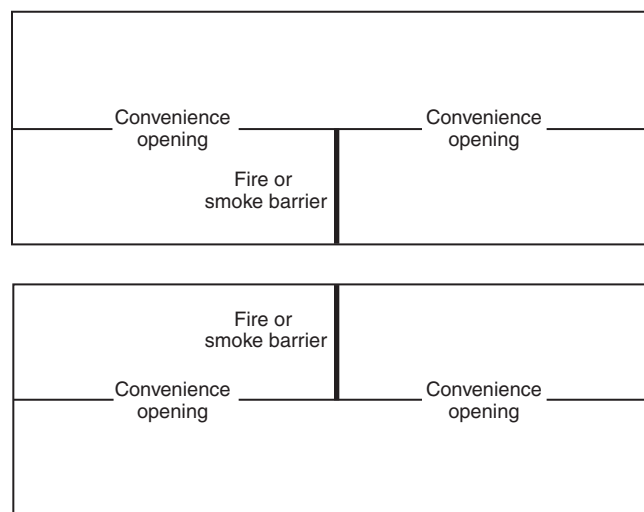 Convenience
opening
Convenience
opening
Fire or
smoke barrier
Fire or
smoke barrier
Convenience
opening
Convenience
opening